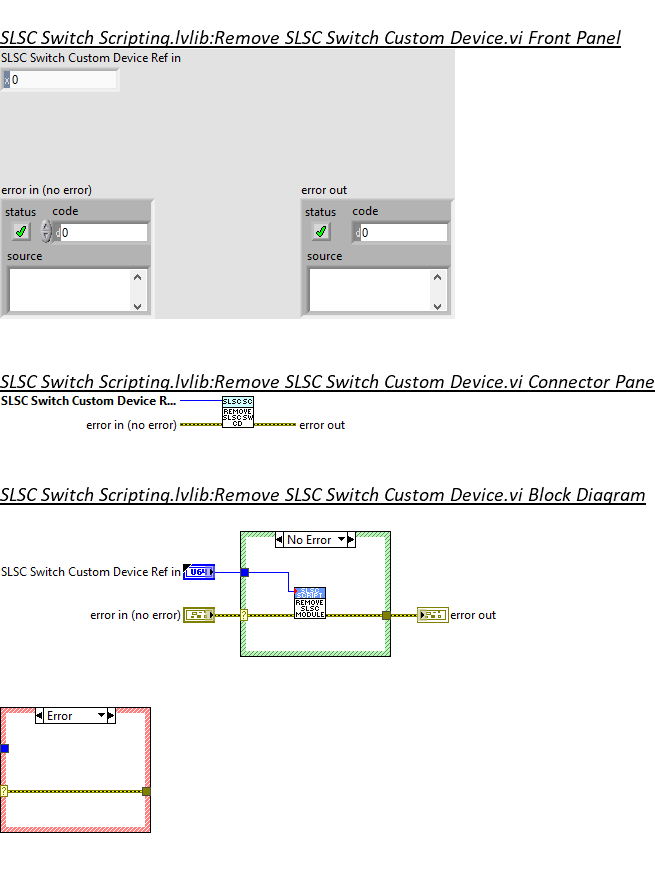 SLSC Switch Scripting.lvlib:Remove SLSC Switch Custom Device.vi Front Panel
SLSC Switch Custom Device Ref in
x 0
error in (no error)
error out
status code
status code
d 0
d 0
source
source
SLSC Switch Scripting.lvlib:Remove SLSC Switch Custom Device.vi Connector Pane
SLSC Switch Custom Device R...
SLSC SC
REMOVE
SLSC SW
CD
error in (no error)
error out
SLSC Switch Scripting.lvlib:Remove SLSC Switch Custom Device.vi Block Diagram
No Error
SLSC Switch Custom Device Ref in
U64
SLSC
SCRIPT
REMOVE
SLSC
MODULE
error in (no error)
?
error out
Error
?